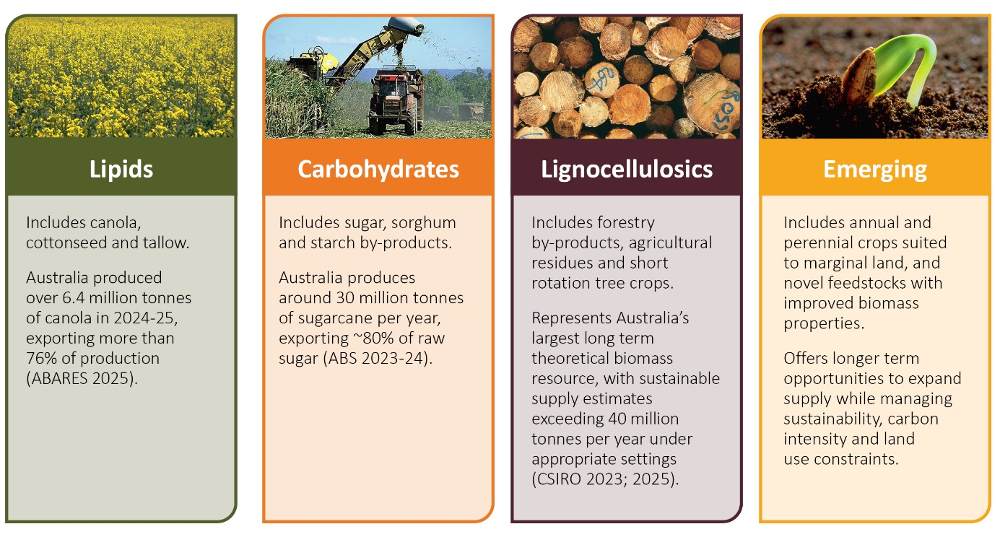 Lipids
Includes canola,
cottonseed and tallow.
Australia produced
over 6.4 million tonnes
of canola in 2024-25,
exporting more than
76% of production
(ABARES 2025).
Carbohydrates
Includes sugar, sorghum
and starch by-products.
Australia produces
around 30 million tonnes
of sugarcane per year,
exporting ~80% of raw
sugar (ABS 2023-24).
Lignocellulosics
Includes forestry
by-products, agricultural
residues and short
rotation tree crops.
Represents Australia’s
largest long term
theoretical biomass
resource, with sustainable
supply estimates
exceeding 40 million
tonnes per year under
appropriate settings
(CSIRO 2023; 2025).
Emerging
Includes annual and
perennial crops suited
to marginal land, and
novel feedstocks with
improved biomass
properties.
Offers longer term
opportunities to expand
supply while managing
sustainability, carbon
intensity and land
use constraints.